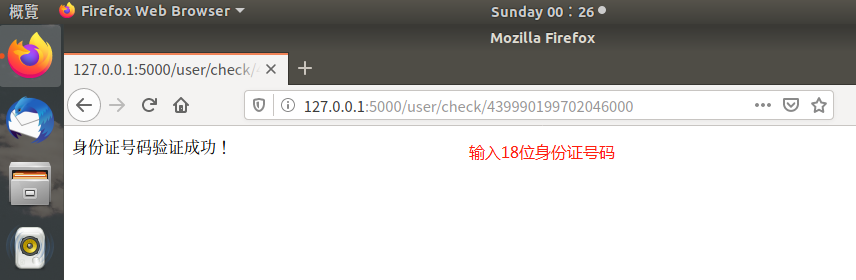 概覽 Firefox Web Browser Sunday 00：26
Mozilla Firefox
127.0.0.1:5000/user/check/4
127.0.0.1:5000/user/check/439990199702046000
身份证号码验证成功！ 输入18位身份证号码